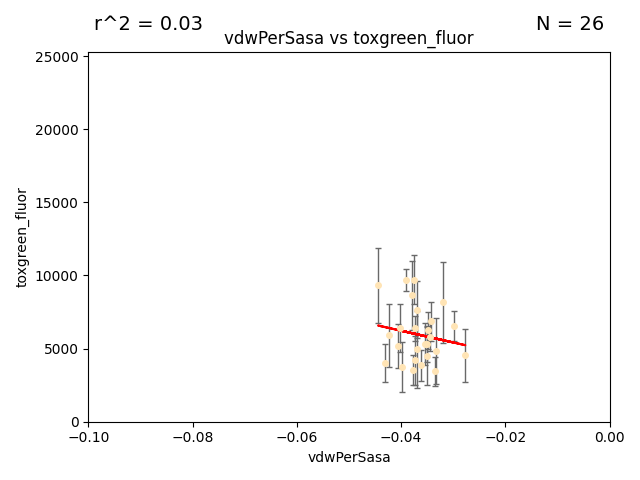 r^2 = 0.03
N = 26
vdwPerSasa vs toxgreen_fluor
25000
20000
15000
10000
5000
0
toxgreen_fluor
−0.10
−0.08
−0.06
−0.04
−0.02
0.00
vdwPerSasa